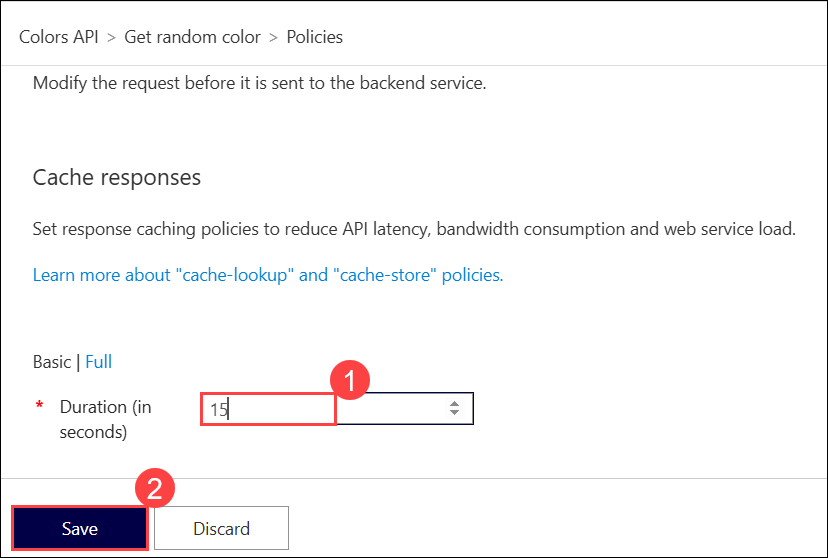 Colors API > Get random color > Policies
Modify the request before it is sent to the backend service.
Cache responses
Set response caching policies to reduce API latency, bandwidth consumption and web service load.
Learn more about "cache-lookup" and "cache-store" policies.
Basic | Full
1
* Duration (in
seconds)
15
2
Save
Discard